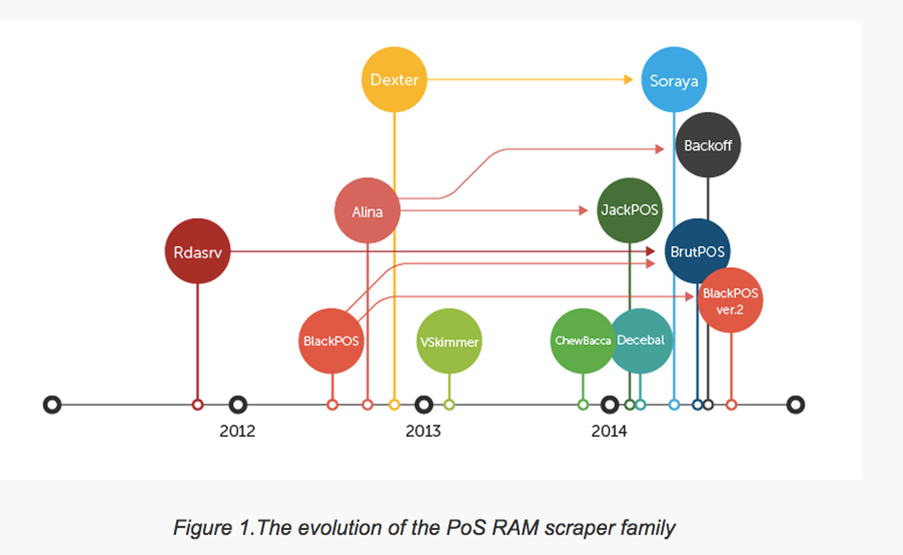 Dexter
Soraya
Backoff
Alina
JackPOS
Rdasrv
BrutPOS
BlackPOS
ver.2
BlackPOS
VSkimmer
ChewBacca
Decebal
2012
2013
2014
Figure 1.The evolution of the PoS RAM scraper family